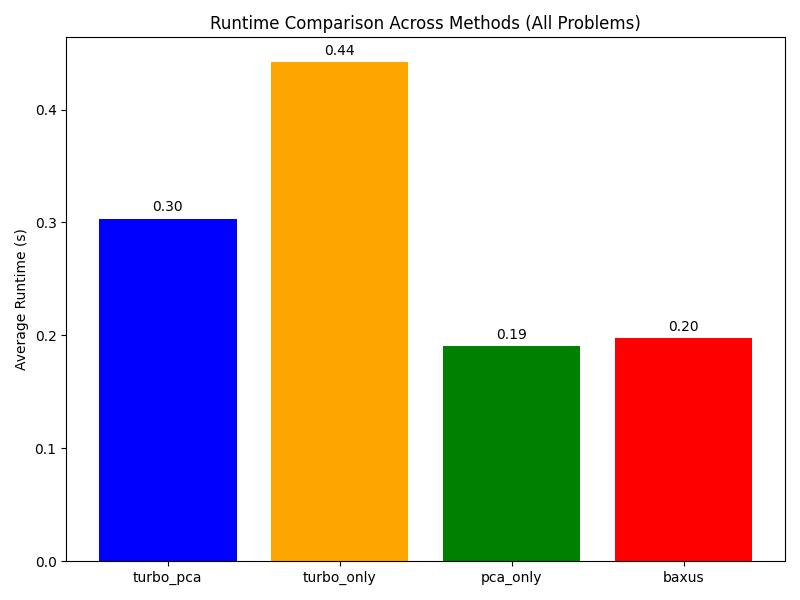 Runtime Comparison Across Methods (All Problems)
0.44
0.30
0.19
0.20
Average Runtime (s)
0.4
0.3
0.2
0.1
0.0
turbo_pca
turbo_only
pca_only
baxus